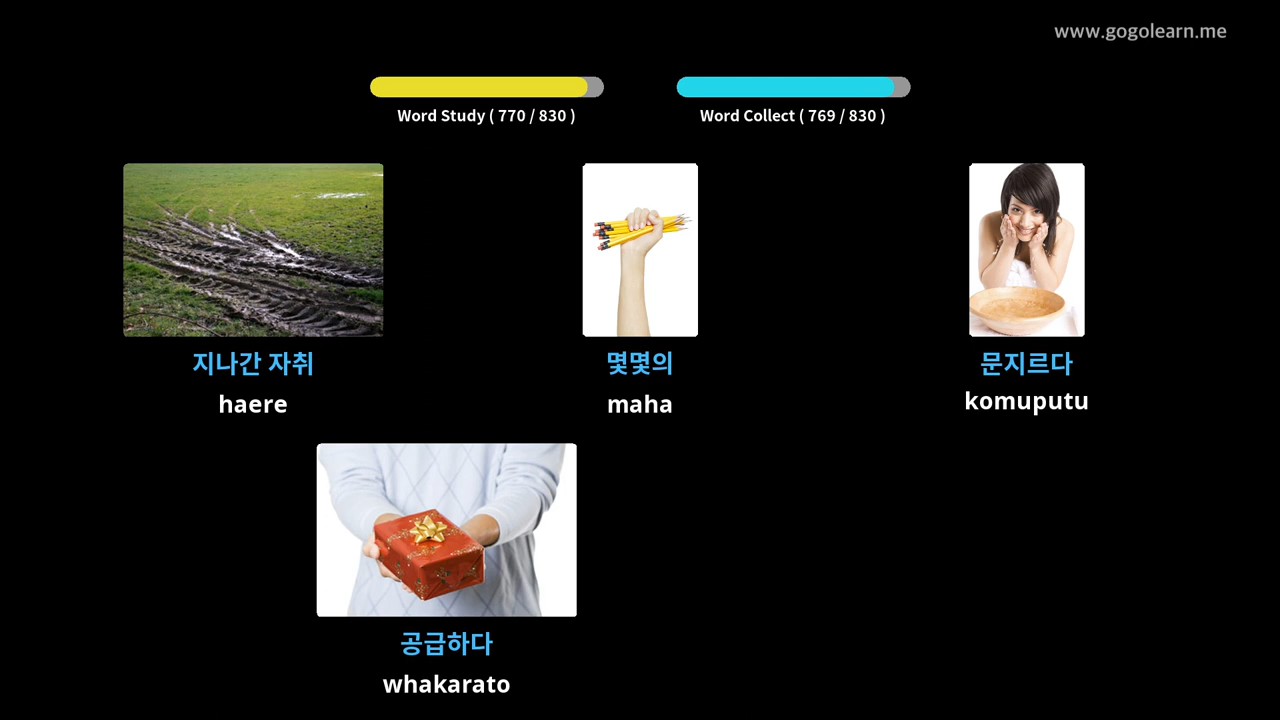 www.gogolearn.me
Word Study ( 770 / 830 )
Word Collect ( 769 / 830 )
지나간 자취
haere
몇몇의
maha
문지르다
komuputu
공급하다
whakarato